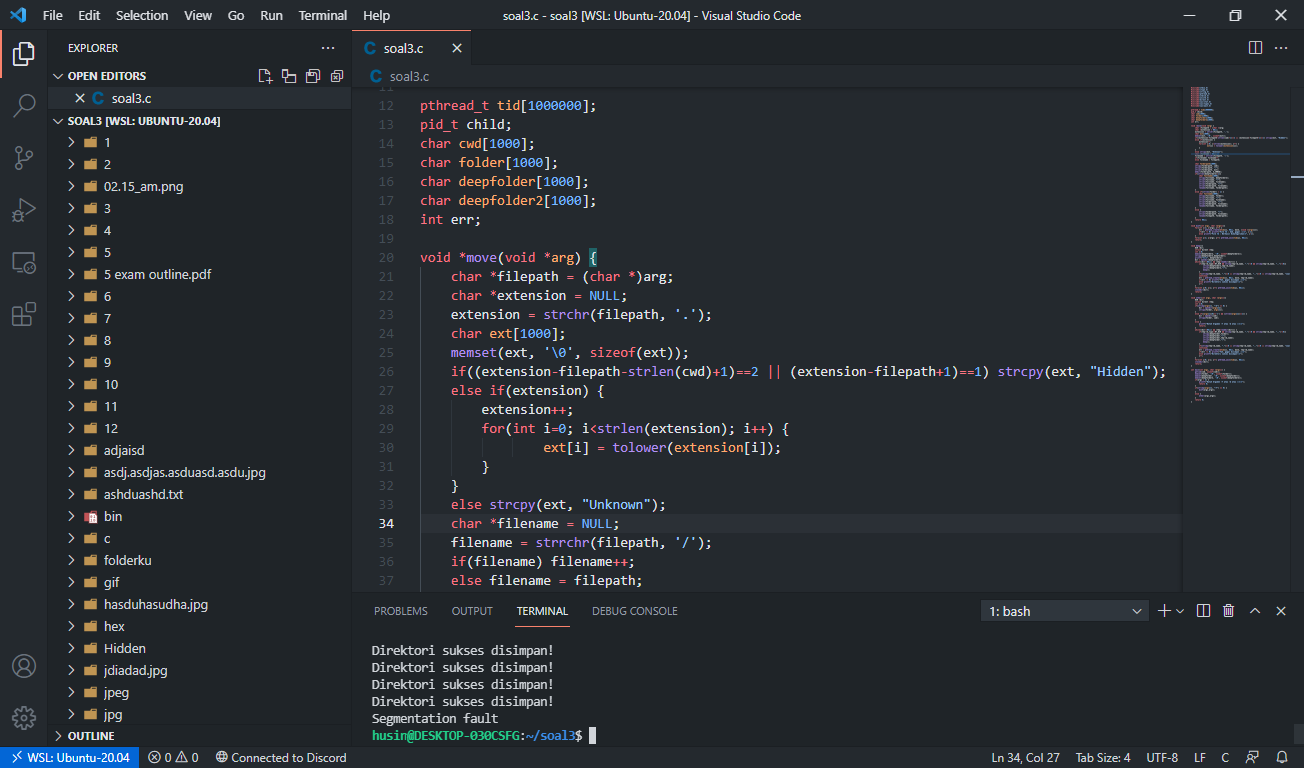 File Edit Selection View Go Run Terminal Help
soal3.c - soal3 [WSL: Ubuntu-20.04] - Visual Studio Code
EXPLORER
OPEN EDITORS
soal3.c
SOAL3 [WSL: UBUNTU-20.04]
1
2
02.15_am.png
3
4
5
5 exam outline.pdf
6
7
8
9
10
11
12
adjaisd
asdj.asdjas.asduasd.asdu.jpg
ashduashd.txt
bin
c
folderku
gif
hasduhasudha.jpg
hex
Hidden
jdiadad.jpg
jpeg
jpg
OUTLINE
C soal3.c
C soal3.c
11
12 pthread_t tid[1000000];
13 pid_t child;
14 char cwd[1000];
15 char folder[1000];
16 char deepfolder[1000];
17 char deepfolder2[1000];
18 int err;
19
20 void *move(void *arg) {
21 char *filepath = (char *)arg;
22 char *extension = NULL;
23 extension = strchr(filepath, '.');
24 char ext[1000];
25 memset(ext, '\0', sizeof(ext));
26 if((extension-filepath-strlen(cwd)+1)==2 || (extension-filepath+1)==1) strcpy(ext, "Hidden");
27 else if(extension) {
28 extension++;
29 for(int i=0; i<strlen(extension); i++) {
30 ext[i] = tolower(extension[i]);
31 }
32 }
33 else strcpy(ext, "Unknown");
34 char *filename = NULL;
35 filename = strrchr(filepath, '/');
36 if(filename) filename++;
37 else filename = filepath;
PROBLEMS OUTPUT TERMINAL DEBUG CONSOLE
1: bash
Direktori sukses disimpan!
Direktori sukses disimpan!
Direktori sukses disimpan!
Direktori sukses disimpan!
Segmentation fault
husin@DESKTOP-030CSFG:~/soal3$
WSL: Ubuntu-20.04 0 0 Connected to Discord
Ln 34, Col 27 Tab Size: 4 UTF-8 LF C